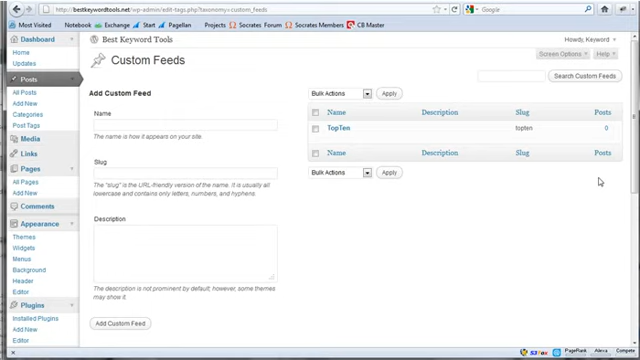 http://bestkeywordtools.net/wp-admin/edit-tags.php?taxonomy=custom_feeds
Google
Most Visited Notebook Exchange Start PageIlan Forum Socrates Forum Socrates Members CB Master
Dashboard
Home
Updates
Posts
All Posts
Add New
Categories
Post Tags
Media
Links
Pages
All Pages
Add New
Comments
Appearance
Themes
Widgets
Menus
Background
Header
Editor
Plugins
Installed Plugins
Add New
Editor
Best Keyword Tools
Howdy, Keyword
Screen Options
Help
Custom Feeds
Search Custom Feeds
Add Custom Feed
Name
The name is how it appears on your site.
Slug
The "slug" is the URL-friendly version of the name. It is usually all
lowercase and contains only letters, numbers, and hyphens.
Description
The description is not prominent by default; however, some themes
may show it.
Add Custom Feed
Bulk Actions Apply
Name Description Slug Posts
TopTen topten 0
Name Description Slug Posts
Bulk Actions Apply
PageRank Alexa Compete